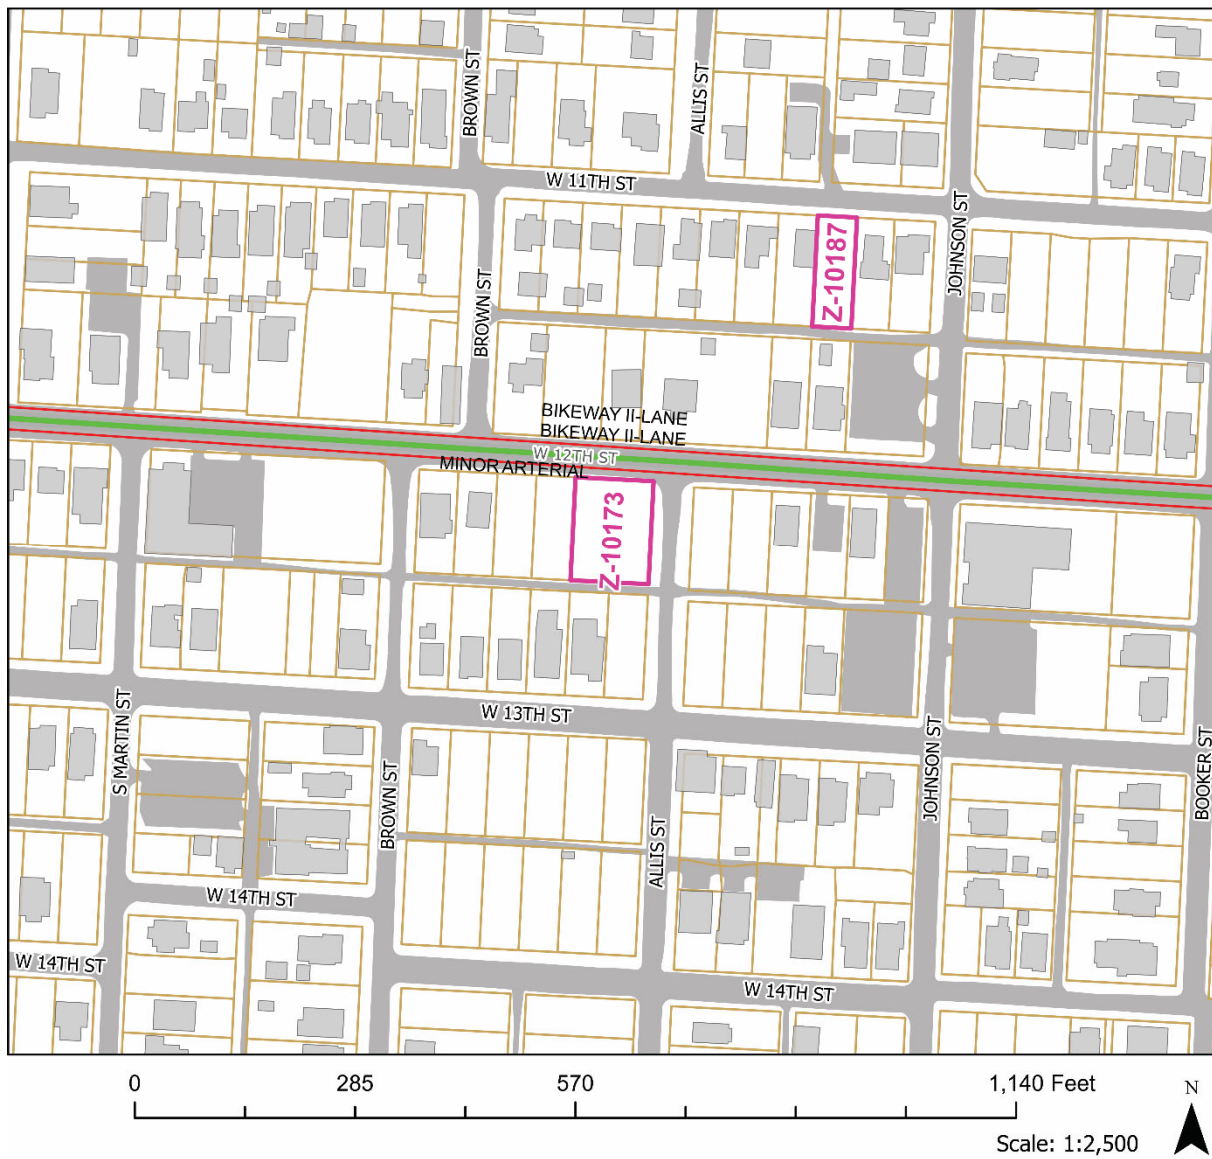 BROWN ST
ALLIS ST
W 11TH ST
JOHNSON ST
Z-10187
BROWN ST
BIKEWAY II-LANE
BIKEWAY II-LANE
W 12TH ST
MINOR ARTERIAL
Z-10173
S MARTIN ST
W 13TH ST
JOHNSON ST
BOOKER ST
BROWN ST
ALLIS ST
W 14TH ST
W 14TH ST
W 14TH ST
0 285 570 1,140 Feet
N
Scale: 1:2,500